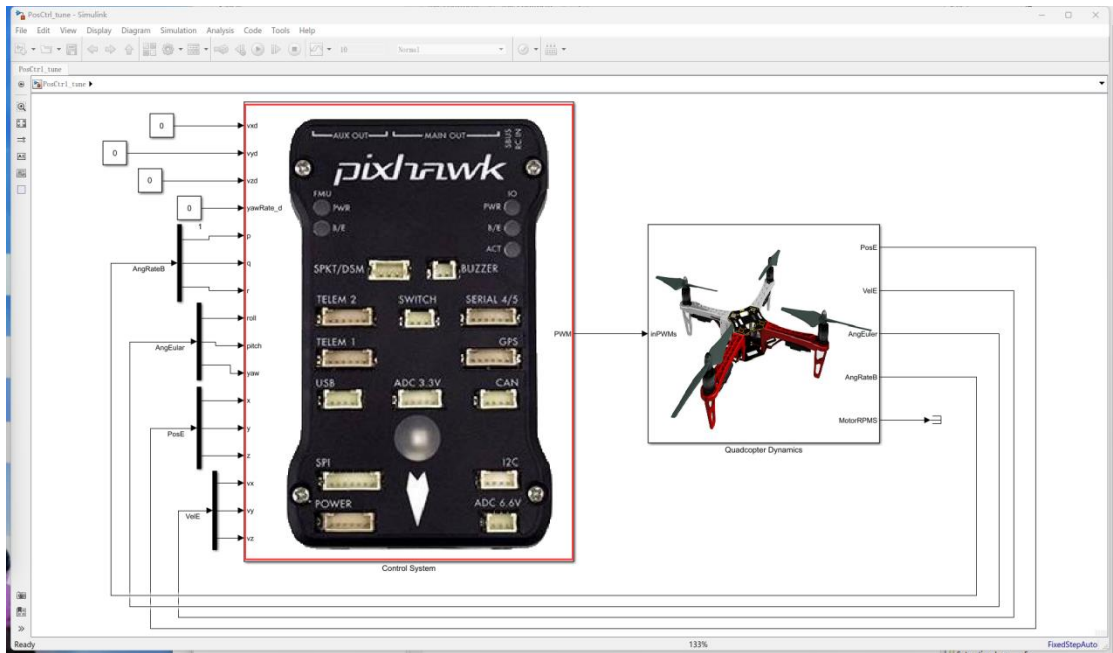 PosCtrl_tune - Simulink
File Edit View Display Diagram Simulation Analysis Code Tools Help
10 Normal
PosCtrl_tune
PosCtrl_tune
0 vxd
0 vyd
0 vzd
0 yawRate_d
1
p
AngRateB q
r
roll
AngEular pitch
yaw
x
PosE y
z
vx
VelE vy
vz
AUX OUT MAIN OUT SBUS RC IN
pixhawk
FMU IO
PWR PWR
B/E B/E
ACT
SPKT/DSM BUZZER
TELEM 2 SWITCH SERIAL 4/5
TELEM 1 GPS
USB ADC 3.3V CAN
SPI I2C
POWER ADC 6.6V
PWM
Control System
inPWMs
PosE
VelE
AngEuler
AngRateB
MotorRPMS
Quadcopter Dynamics
Ready 133% FixedStepAuto